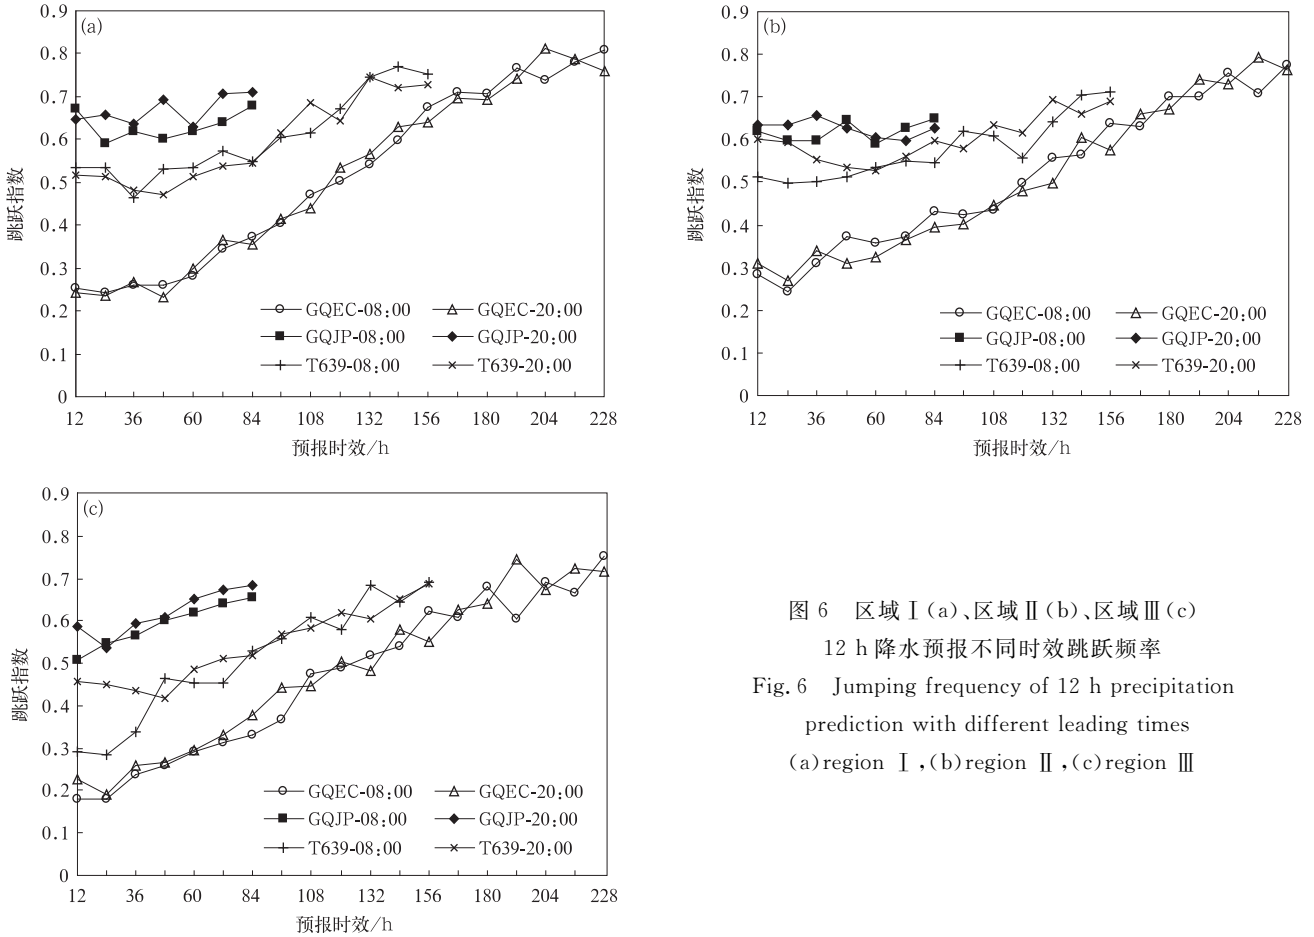 (a)
0.9
0.8
0.7
0.6
0.5
0.4
0.3
0.2
0.1
0
跳跃指数
GQEC-08:00 GQEC-20:00
GQJP-08:00 GQJP-20:00
T639-08:00 T639-20:00
12 36 60 84 108 132 156 180 204 228
预报时效/h
(b)
0.9
0.8
0.7
0.6
0.5
0.4
0.3
0.2
0.1
0
跳跃指数
GQEC-08:00 GQEC-20:00
GQJP-08:00 GQJP-20:00
T639-08:00 T639-20:00
12 36 60 84 108 132 156 180 204 228
预报时效/h
(c)
0.9
0.8
0.7
0.6
0.5
0.4
0.3
0.2
0.1
0
跳跃指数
GQEC-08:00 GQEC-20:00
GQJP-08:00 GQJP-20:00
T639-08:00 T639-20:00
12 36 60 84 108 132 156 180 204 228
预报时效/h
图 6 区域Ⅰ(a)、区域Ⅱ(b)、区域Ⅲ(c)
12 h 降水预报不同时效跳跃频率
Fig. 6 Jumping frequency of 12 h precipitation
prediction with different leading times
(a)region Ⅰ,(b)region Ⅱ,(c)region Ⅲ